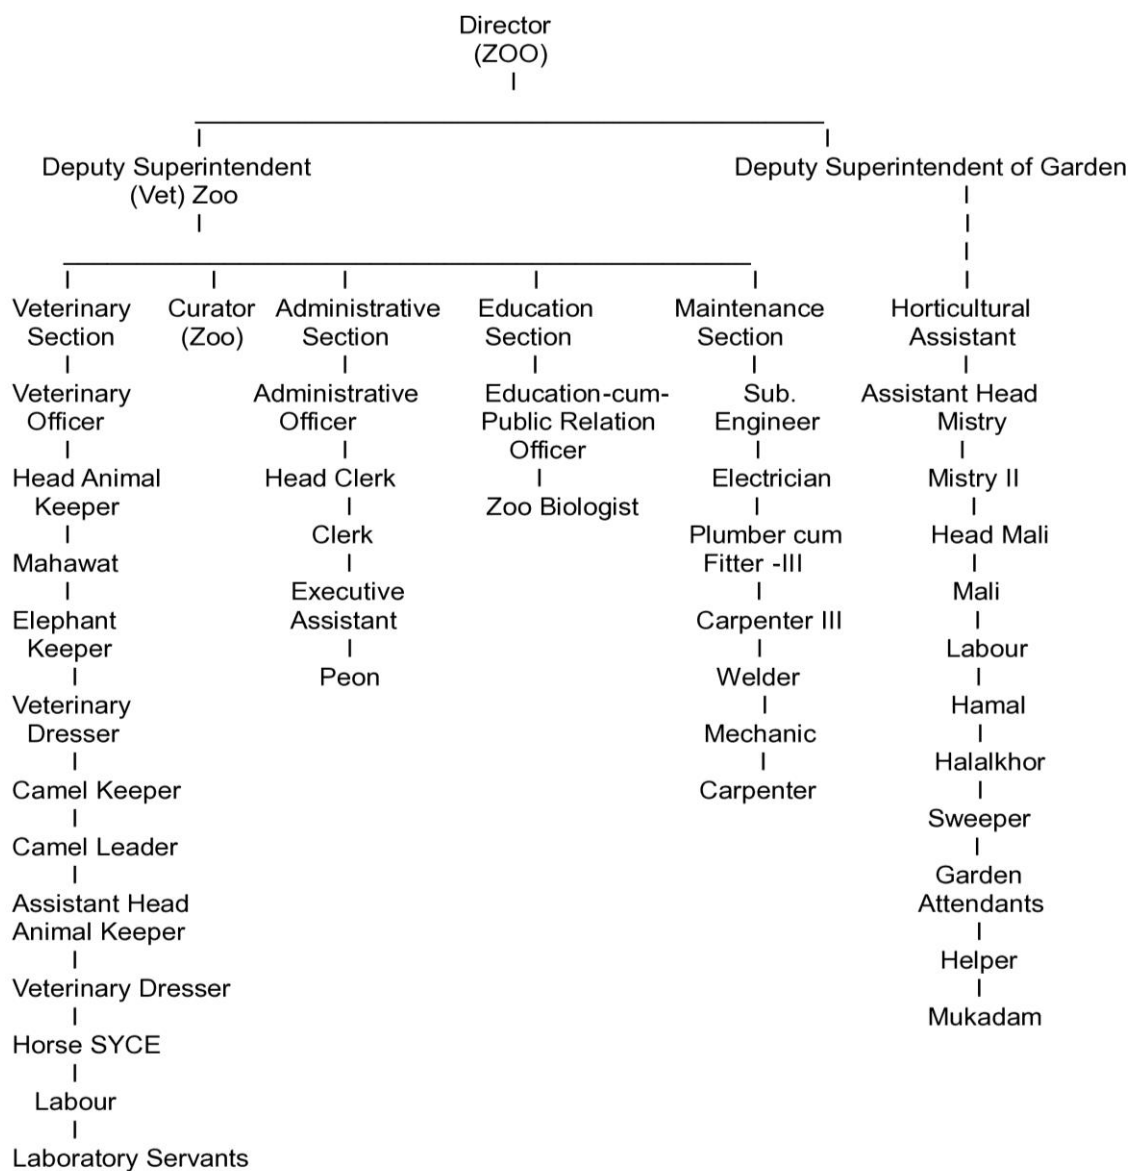 Director
(ZOO)
Deputy Superintendent
(Vet) Zoo
Deputy Superintendent of Garden
Veterinary
Section
Curator
(Zoo)
Administrative
Section
Education
Section
Maintenance
Section
Horticultural
Assistant
Veterinary
Officer
Head Animal
Keeper
Mahawat
Elephant
Keeper
Veterinary
Dresser
Camel Keeper
Camel Leader
Assistant Head
Animal Keeper
Veterinary Dresser
Horse SYCE
Labour
Laboratory Servants
Administrative
Officer
Head Clerk
Clerk
Executive
Assistant
Peon
Education-cum-
Public Relation
Officer
Zoo Biologist
Sub.
Engineer
Electrician
Plumber cum
Fitter -III
Carpenter III
Welder
Mechanic
Carpenter
Assistant Head
Mistry
Mistry II
Head Mali
Mali
Labour
Hamal
Halalkhor
Sweeper
Garden
Attendants
Helper
Mukadam